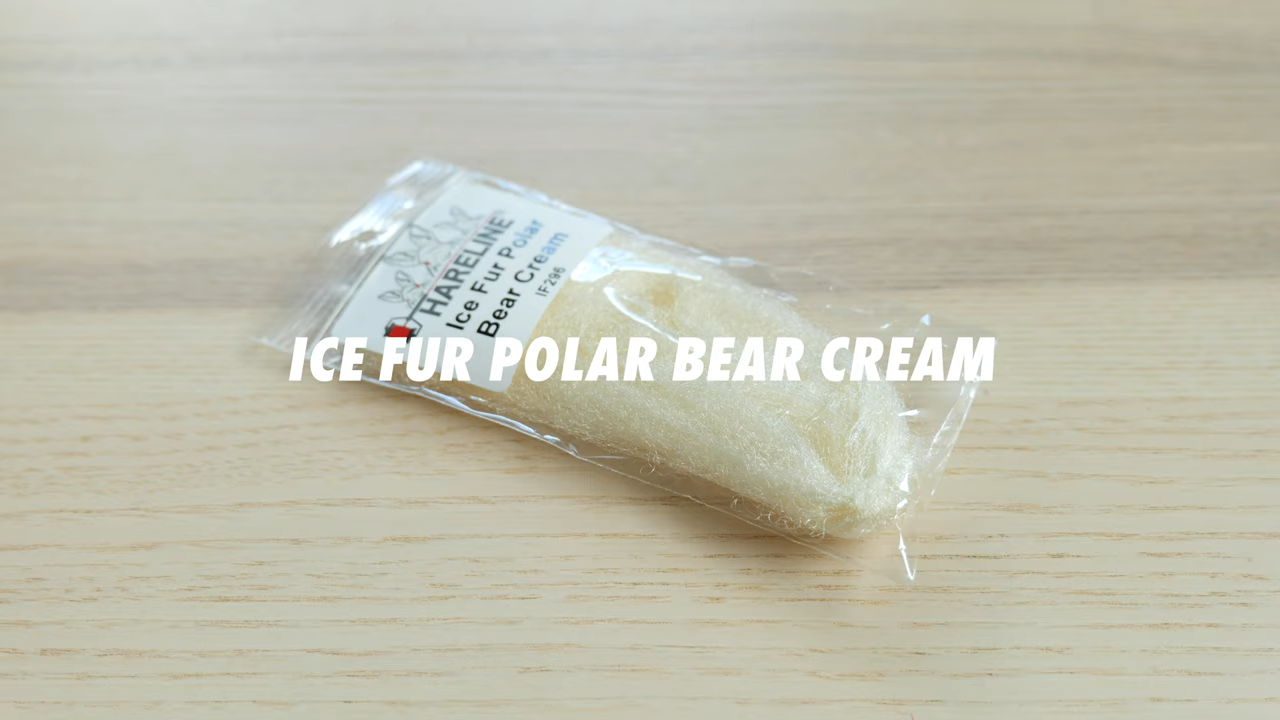 HARELINE
Ice Fur Polar
Bear Cream
IF296
ICE FUR POLAR BEAR CREAM